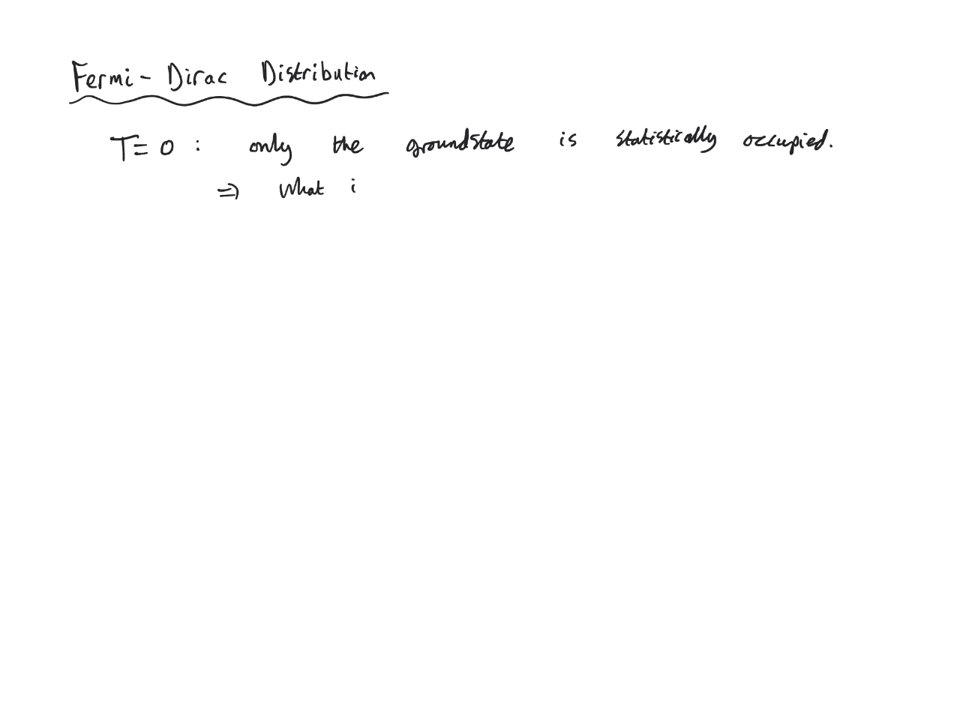 Fermi - Dirac Distribution
T= 0 : only the groundstate is statistically occupied.
⇒ What i